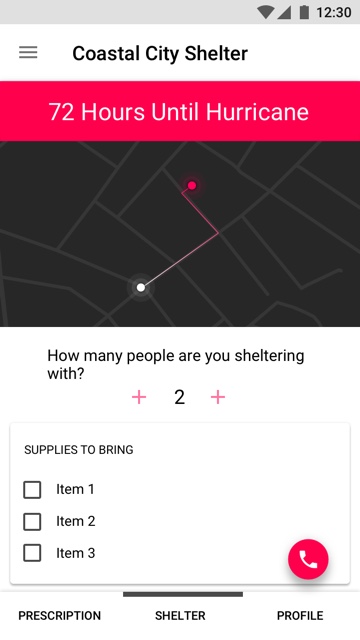 12:30
Coastal City Shelter
72 Hours Until Hurricane
How many people are you sheltering
with?
+ 2 +
SUPPLIES TO BRING
Item 1
Item 2
Item 3
PRESCRIPTION SHELTER PROFILE